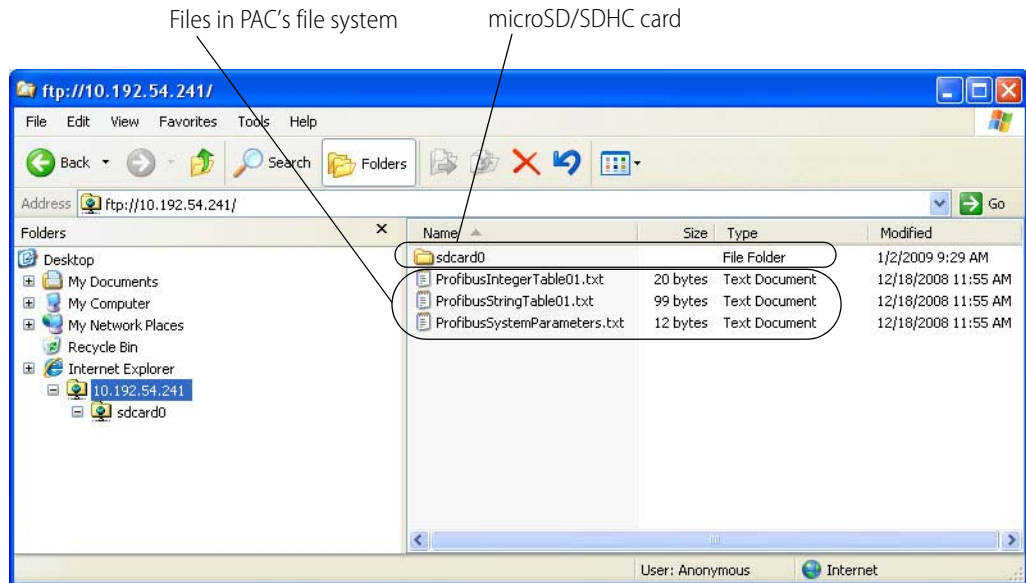 Files in PAC's file system
microSD/SDHC card
ftp://10.192.54.241/
File Edit View Favorites Tools Help
Back Search Folders
Address ftp://10.192.54.241/ Go
Folders x Name Size Type Modified
Desktop
My Documents
My Computer
My Network Places
Recycle Bin
Internet Explorer
10.192.54.241
sdcard0
sdcard0 File Folder 1/2/2009 9:29 AM
ProfibusIntegerTable01.txt 20 bytes Text Document 12/18/2008 11:55 AM
ProfibusStringTable01.txt 99 bytes Text Document 12/18/2008 11:55 AM
ProfibusSystemParameters.txt 12 bytes Text Document 12/18/2008 11:55 AM
User: Anonymous Internet